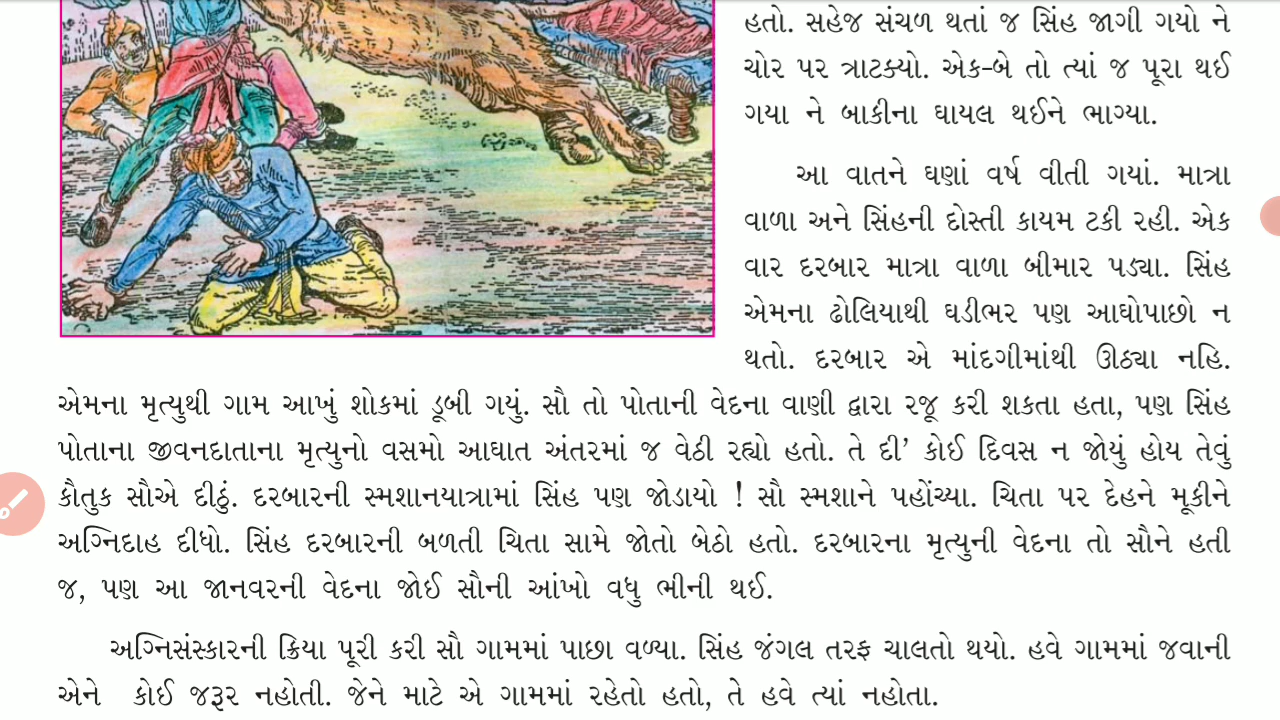 હતો. સહેજ સંચળ થતાં જ સિંહ જાગી ગયો ને
ચોર પર ત્રાટક્યો. એક-બે તો ત્યાં જ પૂરા થઈ
ગયા ને બાકીના ઘાયલ થઈને ભાગ્યા.
આ વાતને ઘણાં વર્ષ વીતી ગયાં. માત્રા
વાળા અને સિંહની દોસ્તી કાયમ ટકી રહી. એક
વાર દરબાર માત્રા વાળા બીમાર પડ્યા. સિંહ
એમના ઢોલિયાથી ઘડીભર પણ આઘોપાછો ન
થતો. દરબાર એ માંદગીમાંથી ઊઠ્યા નહિ.
એમના મૃત્યુથી ગામ આખું શોકમાં ડૂબી ગયું. સૌ તો પોતાની વેદના વાણી દ્વારા રજૂ કરી શકતા હતા, પણ સિંહ
પોતાના જીવનદાતાના મૃત્યુનો વસમો આઘાત અંતરમાં જ વેઠી રહ્યો હતો. તે દી’ કોઈ દિવસ ન જોયું હોય તેવું
કૌતુક સૌએ દીઠું. દરબારની સ્મશાનયાત્રામાં સિંહ પણ જોડાયો ! સૌ સ્મશાને પહોંચ્યા. ચિતા પર દેહને મૂકીને
અગ્નિદાહ દીધો. સિંહ દરબારની બળતી ચિતા સામે જોતો બેઠો હતો. દરબારના મૃત્યુની વેદના તો સૌને હતી
જ, પણ આ જાનવરની વેદના જોઈ સૌની આંખો વધુ ભીની થઈ.
અગ્નિસંસ્કારની ક્રિયા પૂરી કરી સૌ ગામમાં પાછા વળ્યા. સિંહ જંગલ તરફ ચાલતો થયો. હવે ગામમાં જવાની
એને કોઈ જરૂર નહોતી. જેને માટે એ ગામમાં રહેતો હતો, તે હવે ત્યાં નહોતા.